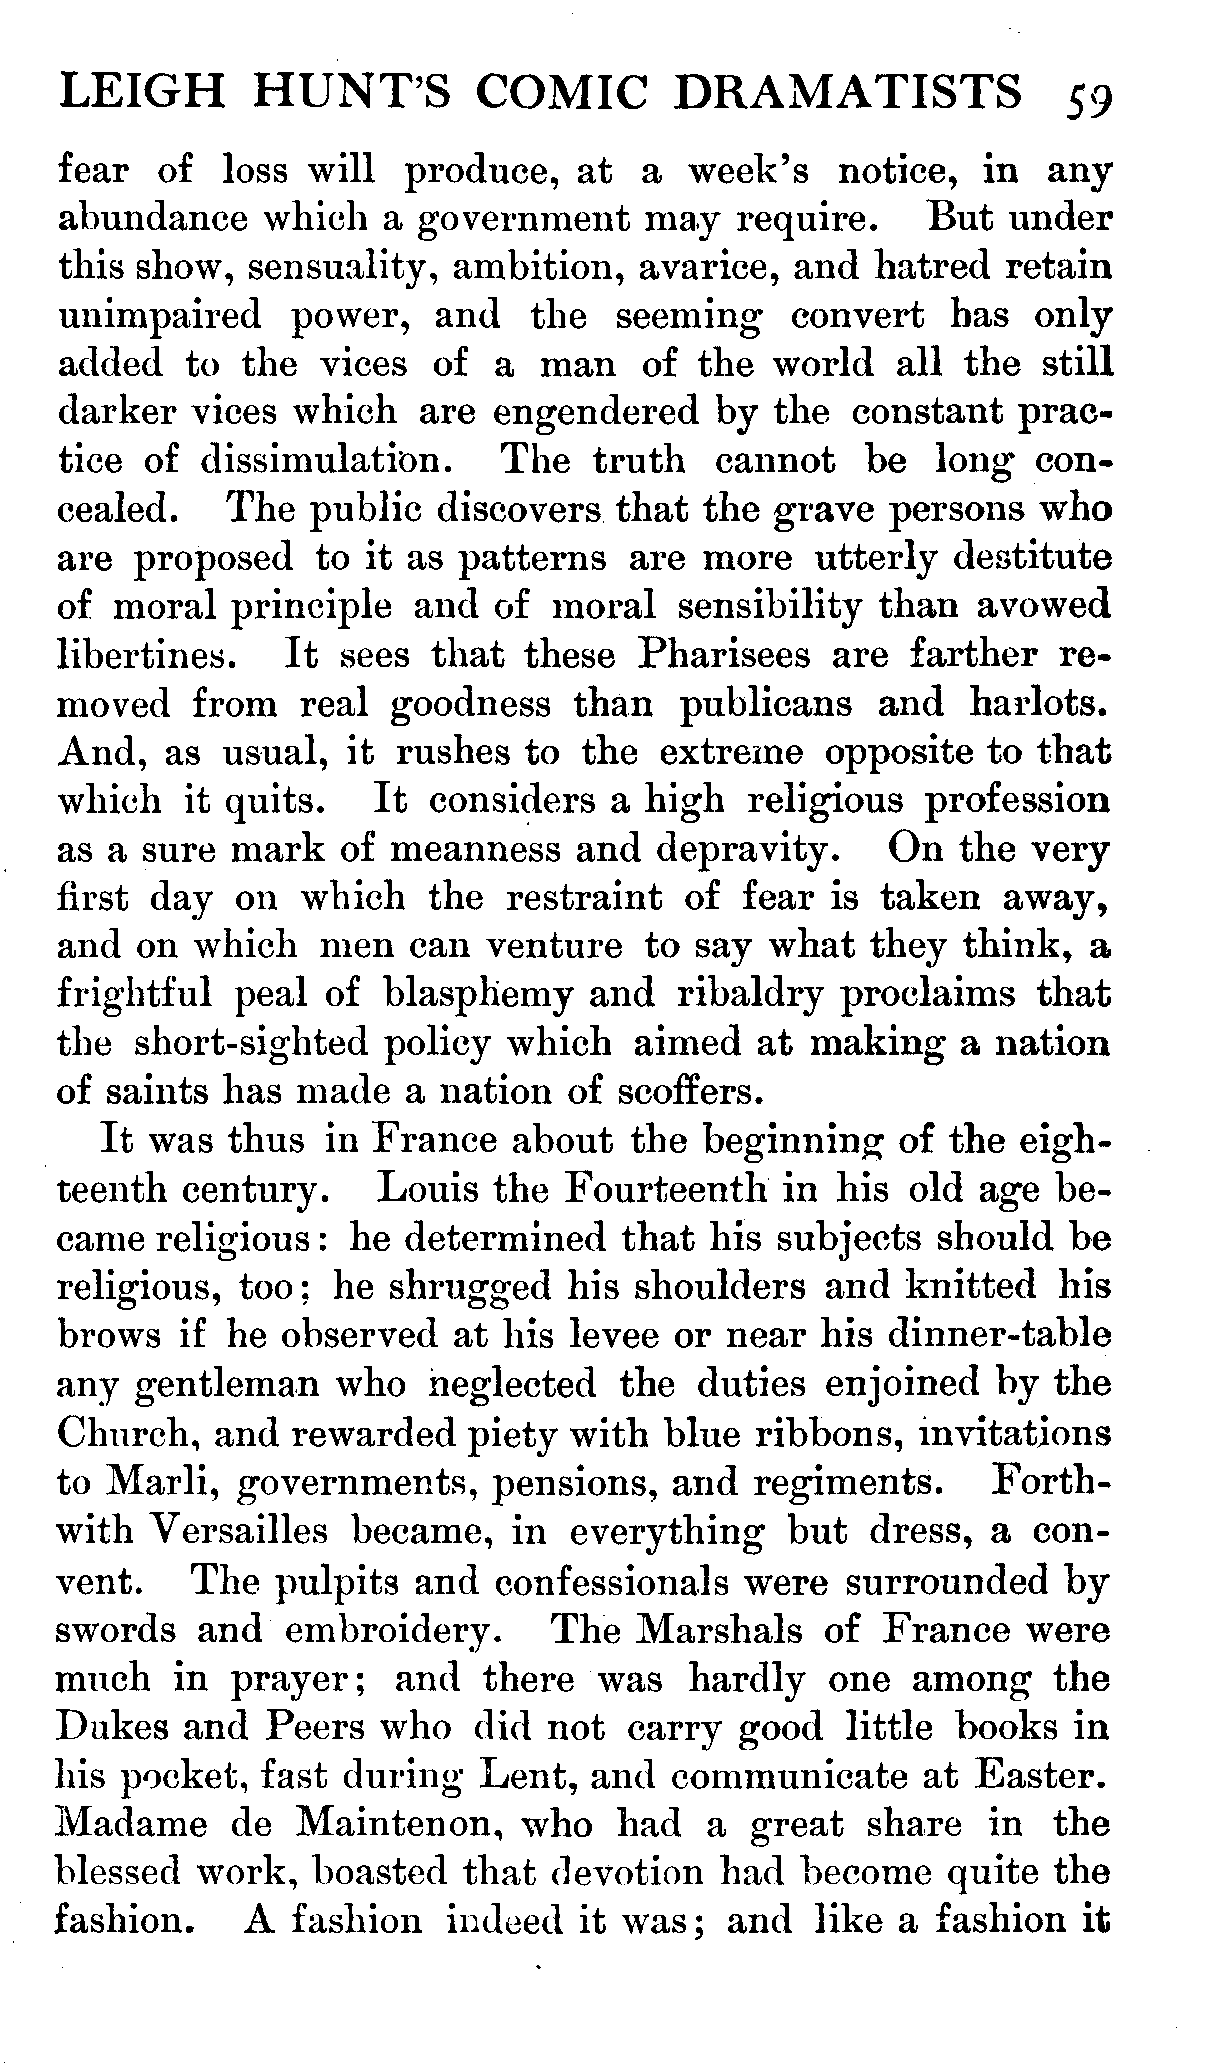 LEIGH HUNT'S COMIC DRAMATISTS 59
fear of loss will produce, at a week's notice, in any
abundance which a government may require. But under
this show, sensuality, ambition, avarice, and hatred retain
unimpaired power, and the seeming convert has only
added to the vices of a man of the world all the still
darker vices which are engendered by the constant prac-
tice of dissimulation. The truth cannot be long con-
cealed. The public discovers that the grave persons who
are proposed to it as patterns are more utterly destitute
of moral principle and of moral sensibility than avowed
libertines. It sees that these Pharisees are farther re-
moved from real goodness than publicans and harlots.
And, as usual, it rushes to the extreme opposite to that
which it quits. It considers a high religious profession
as a sure mark of meanness and depravity. On the very
first day on which the restraint of fear is taken away,
and on which men can venture to say what they think, a
frightful peal of blasphemy and ribaldry proclaims that
the short-sighted policy which aimed at making a nation
of saints has made a nation of scoffers.
It was thus in France about the beginning of the eigh-
teenth century. Louis the Fourteenth in his old age be-
came religious: he determined that his subjects should be
religious, too; he shrugged his shoulders and knitted his
brows if he observed at his levee or near his dinner-table
any gentleman who neglected the duties enjoined by the
Church, and rewarded piety with blue ribbons, invitations
to Marli, governments, pensions, and regiments. Forth-
with Versailles became, in everything but dress, a con-
vent. The pulpits and confessionals were surrounded by
swords and embroidery. The Marshals of France were
much in prayer; and there was hardly one among the
Dukes and Peers who did not carry good little books in
his pocket, fast during Lent, and communicate at Easter.
Madame de Maintenon, who had a great share in the
blessed work, boasted that devotion had become quite the
fashion. A fashion indeed it was; and like a fashion it